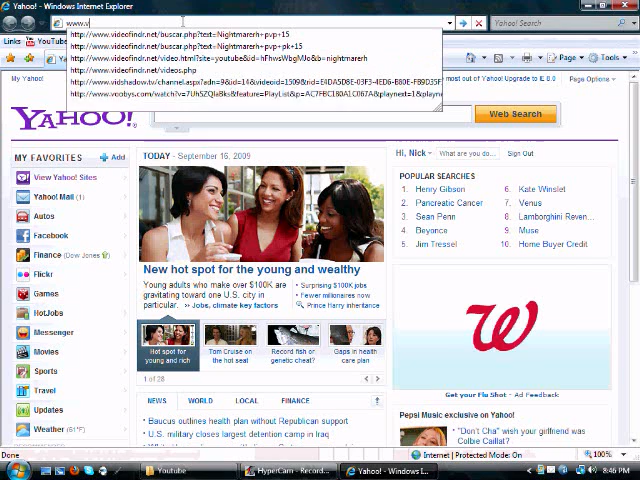 Yahoo! - Windows Internet Explorer
www.v
Yahoo! Search
http://www.videofindr.net/buscar.php?text=Nightmarerh+pvp+15
http://www.videofindr.net/buscar.php?text=Nightmarerh+pvp+pk+15
http://www.videofindr.net/video.html?site=youtube&id=hFhwsWbgMJo&b=nightmarerh
http://www.videofindr.net/videos.php
Links
YouTube
My Yahoo!
most out of Yahoo! Upgrade to IE 8.0
Page
YAHOO!
Web Search
MY FAVORITES
Add
View Yahoo! Sites
Yahoo! Mail (1)
Autos
Facebook
Finance (Dow Jones)
Flickr
Games
HotJobs
Messenger
Movies
Sports
Travel
Updates
Weather (61°F)
TODAY - September 16, 2009
New hot spot for the young and wealthy
Young adults who make over $100K are gravitating toward one U.S. city in particular. » Jobs, climate key factors
• Surprising $100K jobs
• Fewer millionaires now
Prince Harry inheritance
Hot spot for young and rich
Tom Cruise on the hot seat
Record fish or genetic cheat?
Gaps in health care plan
1 of 28
NEWS
WORLD
LOCAL
FINANCE
• Baucus outlines health plan without Republican support
• U.S. military closes largest detention camp in Iraq
Hi, Nick
What are you do...
Sign Out
POPULAR SEARCHES
1. Henry Gibson
2. Pancreatic Cancer
3. Sean Penn
4. Beyonce
5. Jim Tressel
6. Kate Winslet
7. Venus
8. Lamborghini Reven...
9. Muse
10. Home Buyer Credit
W
Get your Flu Shot - Ad Feedback
Pepsi Music exclusive on Yahoo!
• "Don't Cha" wish your girlfriend was Colbie Caillat?
Done
Internet | Protected Mode: On
100%
Youtube
HyperCam - Record...
Yahoo! - Windows I...
8:46 PM